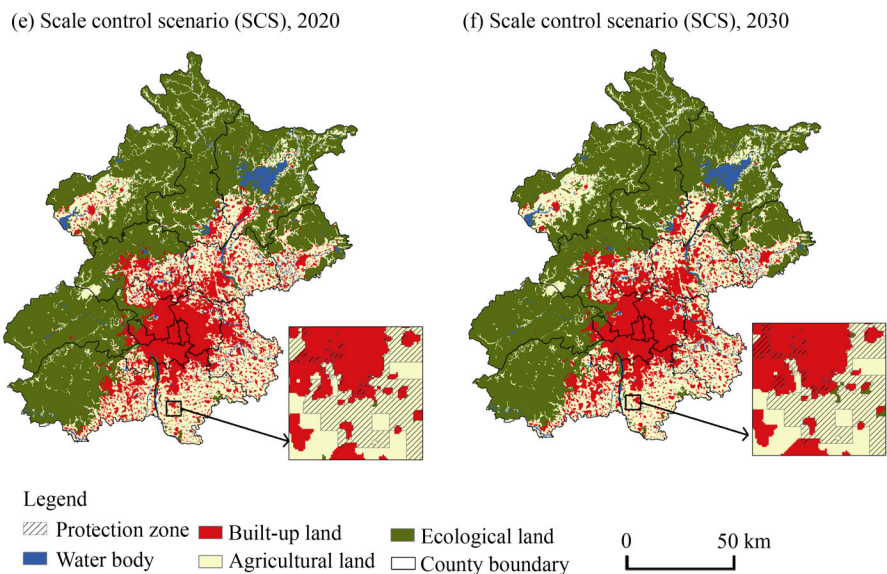 (e) Scale control scenario (SCS), 2020
(f) Scale control scenario (SCS), 2030
Legend
Protection zone
Built-up land
Ecological land
Water body
Agricultural land
County boundary
0 50 km